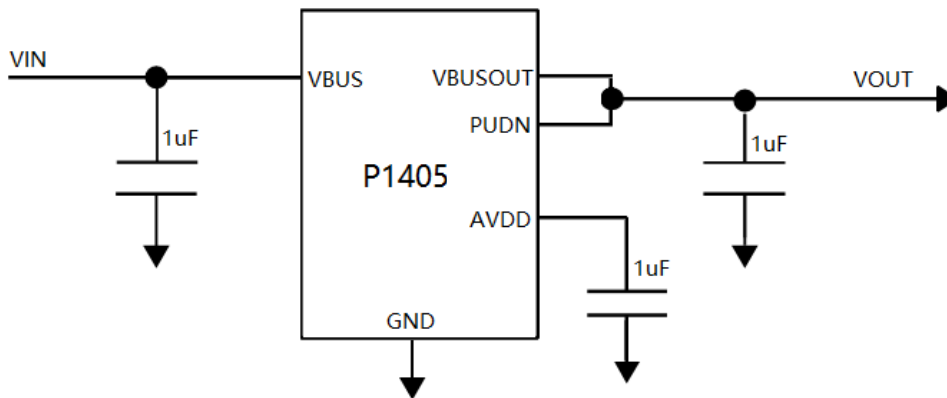 VIN
VBUS
VBUSOUT
VOUT
PUDN
1uF
1uF
P1405
AVDD
1uF
GND